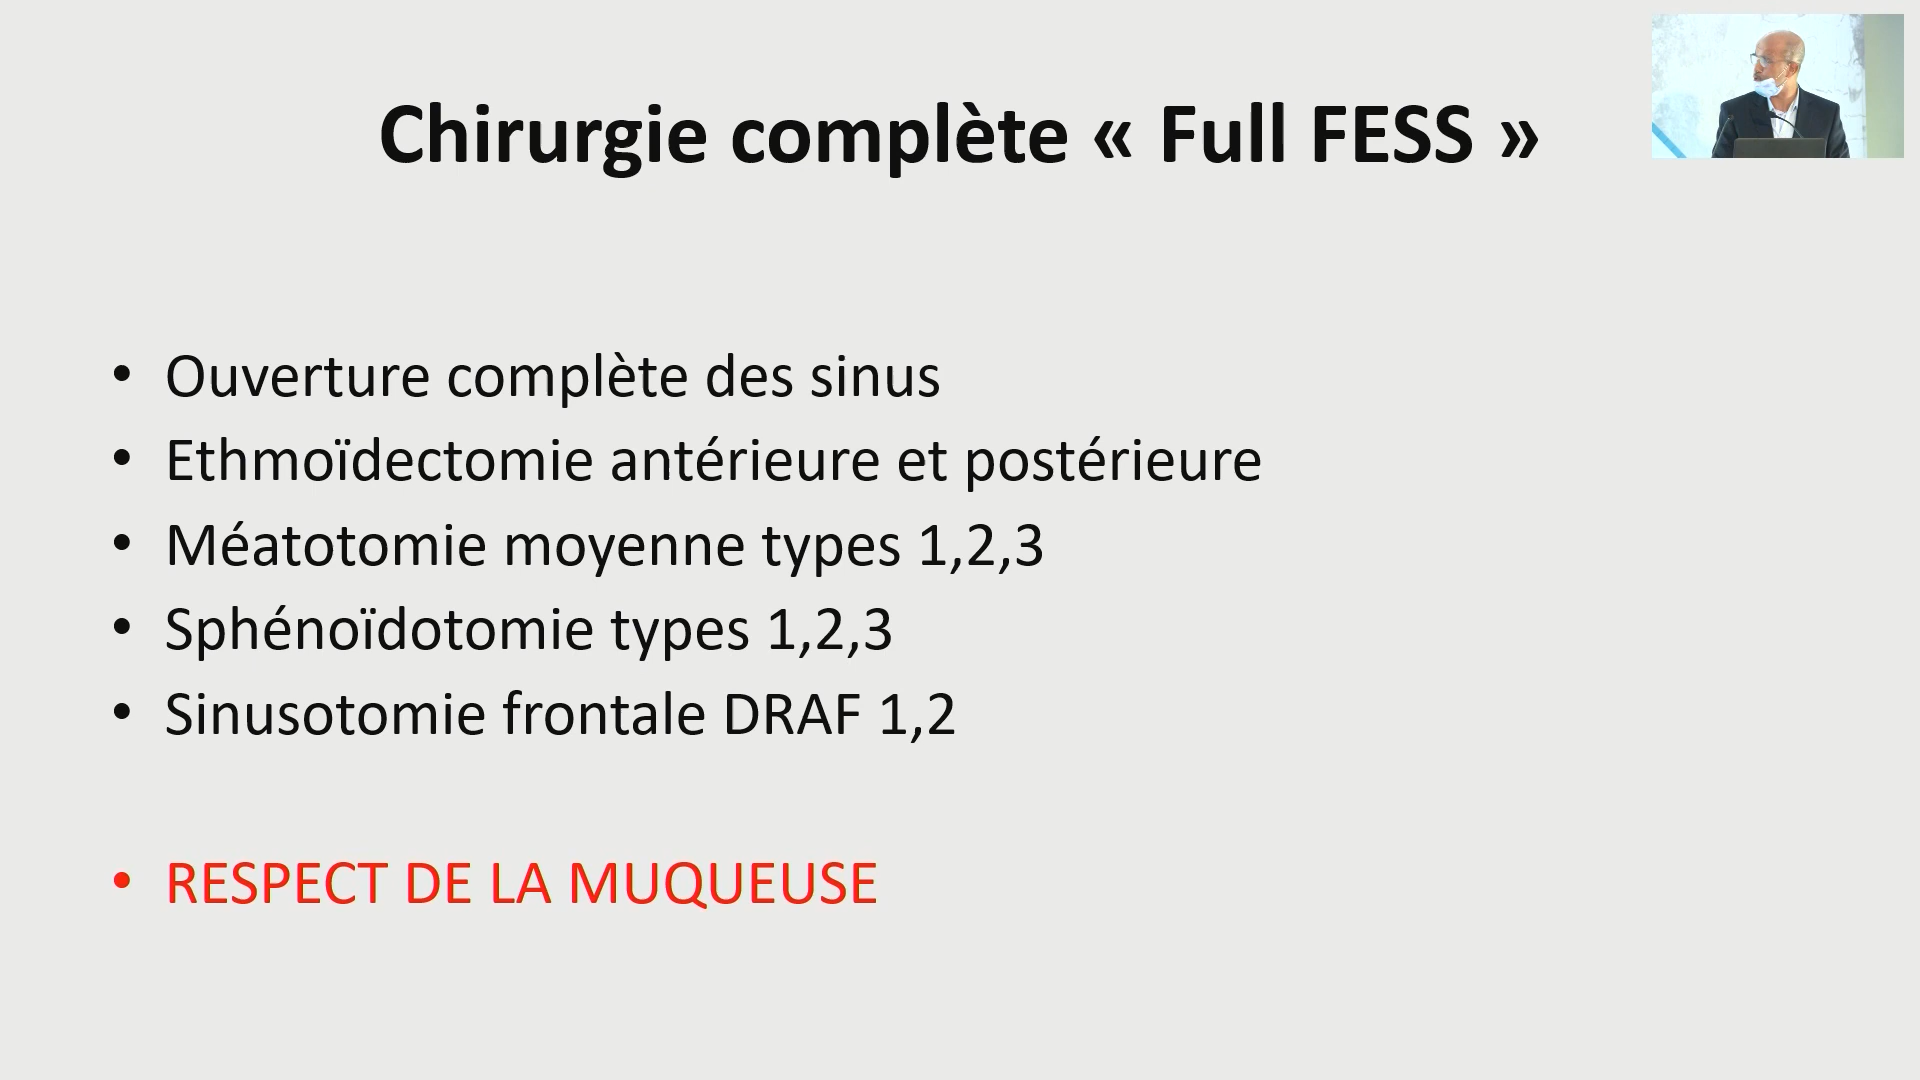 Chirurgie complète « Full FESS »
• Ouverture complète des sinus
• Ethmoïdectomie antérieure et postérieure
• Méatotomie moyenne types 1,2,3
• Sphénoïdotomie types 1,2,3
• Sinusotomie frontale DRAF 1,2
• RESPECT DE LA MUQUEUSE